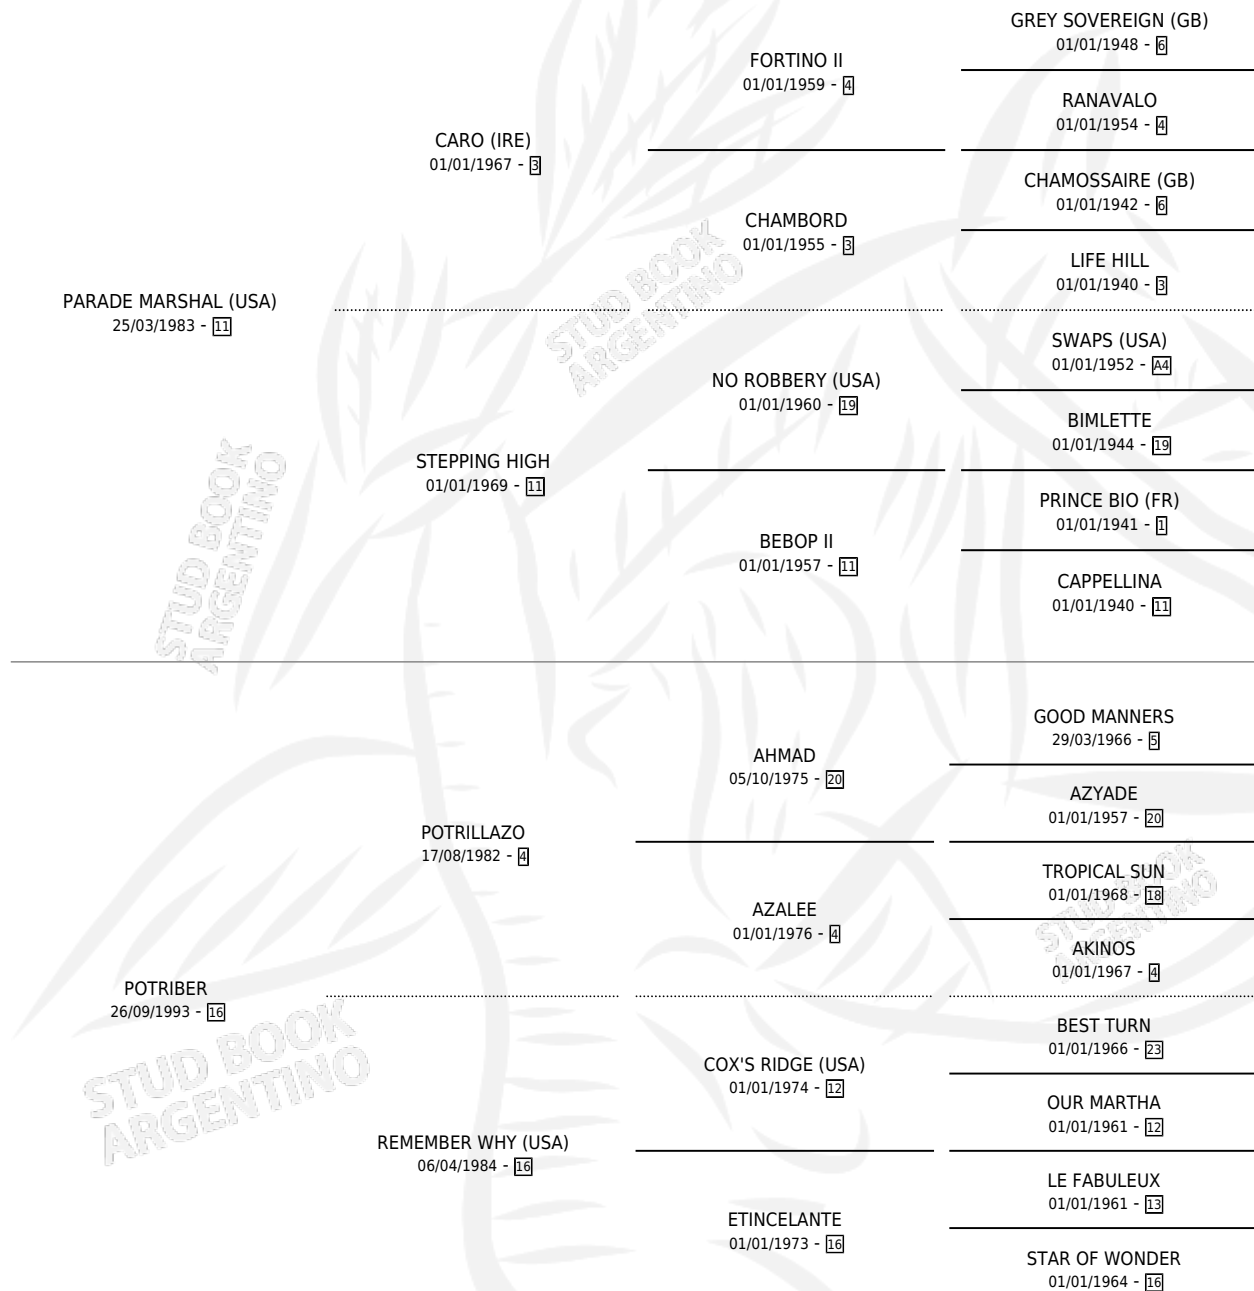 GREY SOVEREIGN (GB)
01/01/1948 - 6
FORTINO II
01/01/1959 - 4
RANAVALO
01/01/1954 - 4
CARO (IRE)
01/01/1967 - 3
CHAMOSSAIRE (GB)
01/01/1942 - 6
CHAMBORD
01/01/1955 - 3
LIFE HILL
01/01/1940 - 3
PARADE MARSHAL (USA)
25/03/1983 - 11
STUD BOOK
ARGENTINO
SWAPS (USA)
01/01/1952 - A4
NO ROBBERY (USA)
01/01/1960 - 19
BIMLETTE
01/01/1944 - 19
STEPPING HIGH
01/01/1969 - 11
PRINCE BIO (FR)
01/01/1941 - 1
BEBOP II
01/01/1957 - 11
CAPPELLINA
01/01/1940 - 11
STUD BOOK
ARGENTINO
GOOD MANNERS
29/03/1966 - 5
AHMAD
05/10/1975 - 20
AZYADE
01/01/1957 - 20
POTRILLAZO
17/08/1982 - 4
TROPICAL SUN
01/01/1968 - 18
AZALEE
01/01/1976 - 4
AKINOS
01/01/1967 - 4
STUD BOOK
ARGENTINO
POTRIBER
26/09/1993 - 16
STUD BOOK
ARGENTINO
BEST TURN
01/01/1966 - 23
COX'S RIDGE (USA)
01/01/1974 - 12
OUR MARTHA
01/01/1961 - 12
REMEMBER WHY (USA)
06/04/1984 - 16
LE FABULEUX
01/01/1961 - 13
ETINCELANTE
01/01/1973 - 16
STAR OF WONDER
01/01/1964 - 16